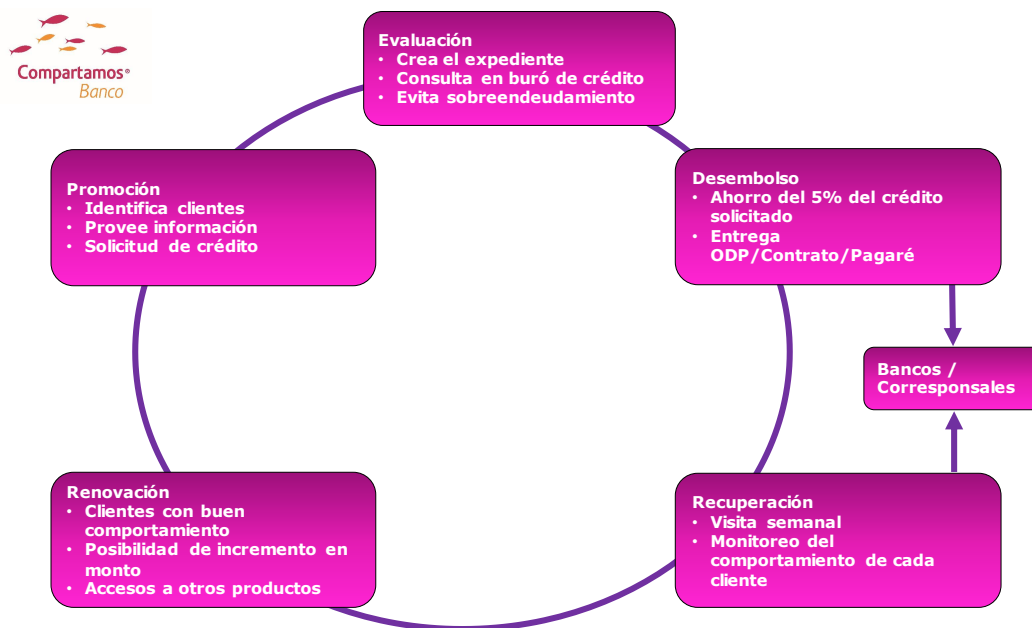 Compartamos®
Banco
Evaluación
• Crea el expediente
• Consulta en buró de crédito
• Evita sobreendeudamiento
Promoción
• Identifica clientes
• Provee información
• Solicitud de crédito
Desembolso
• Ahorro del 5% del crédito
solicitado
• Entrega
ODP/Contrato/Pagaré
Bancos /
Corresponsales
Renovación
• Clientes con buen
comportamiento
• Posibilidad de incremento en
monto
• Accesos a otros productos
Recuperación
• Visita semanal
• Monitoreo del
comportamiento de cada
cliente